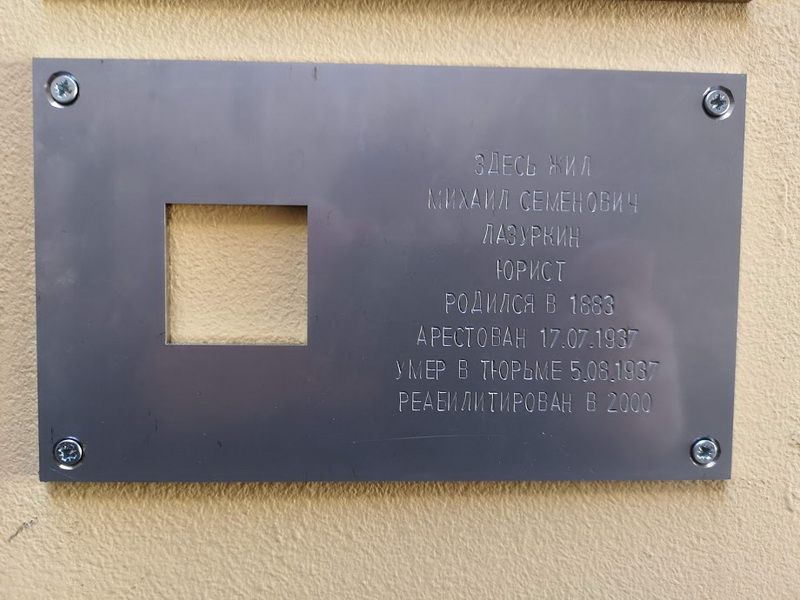 ЗДЕСЬ ЖИЛ
МИХАИЛ СЕМЕНОВИЧ
ЛАЗУРКИН
ЮРИСТ
РОДИЛСЯ В 1883
АРЕСТОВАН 17.07.1937
УМЕР В ТЮРЬМЕ 5.08.1937
РЕАБИЛИТИРОВАН В 2000